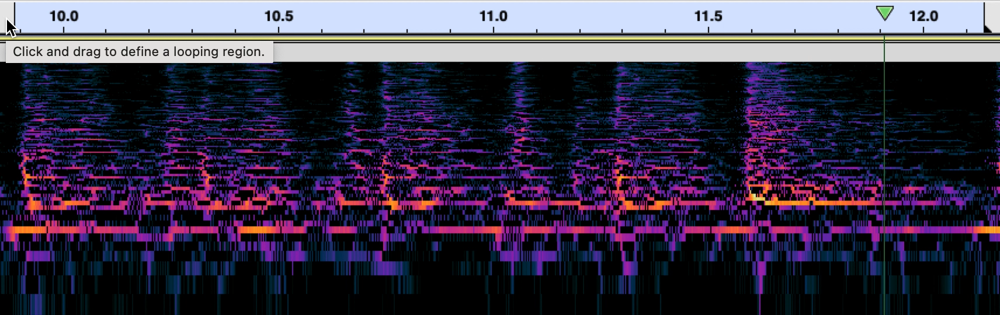 10.0 10.5 11.0 11.5 12.0
Click and drag to define a looping region.